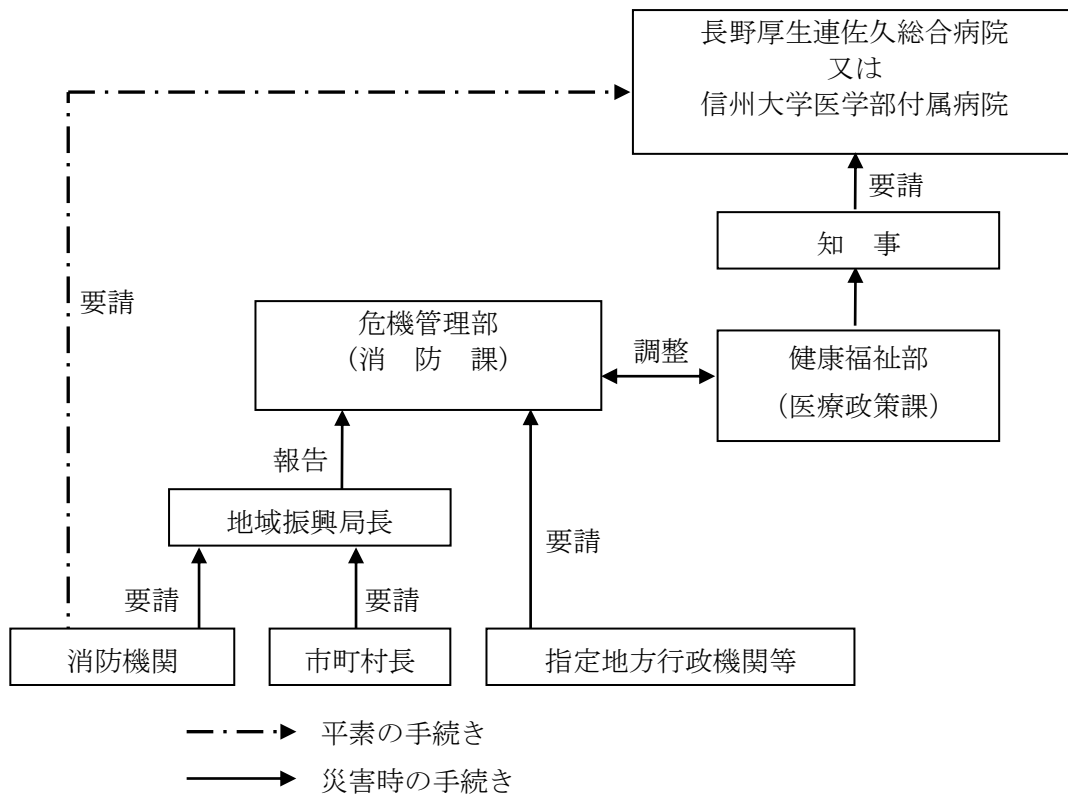 長野厚生連佐久総合病院
又は
信州大学医学部付属病院
要請
知　事
要請
危機管理部
（消　防　課）
調整
健康福祉部
（医療政策課）
報告
地域振興局長
要請
要請
要請
消防機関
市町村長
指定地方行政機関等
平素の手続き
災害時の手続き